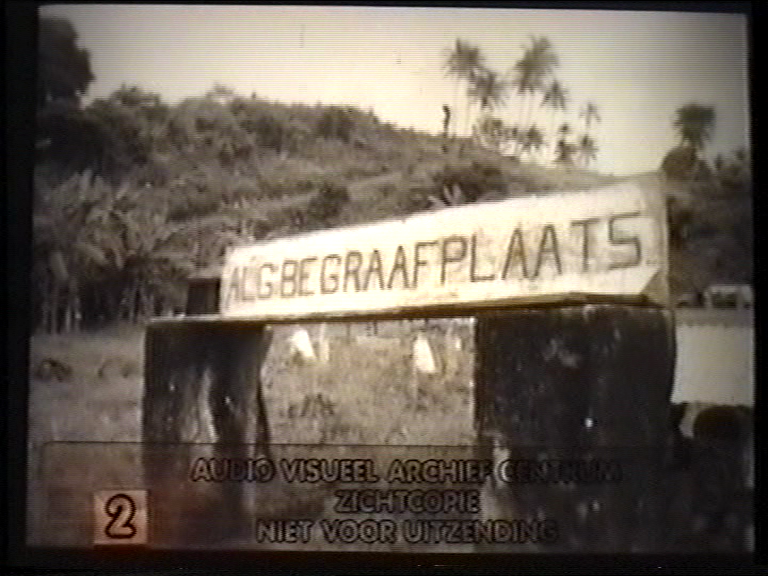 ALG BEGRAAFPLAATS
AUDIO VISUEEL ARCHIEF CENTRUM
ZICHTCOPIE
2
NIET VOOR UITZENDING